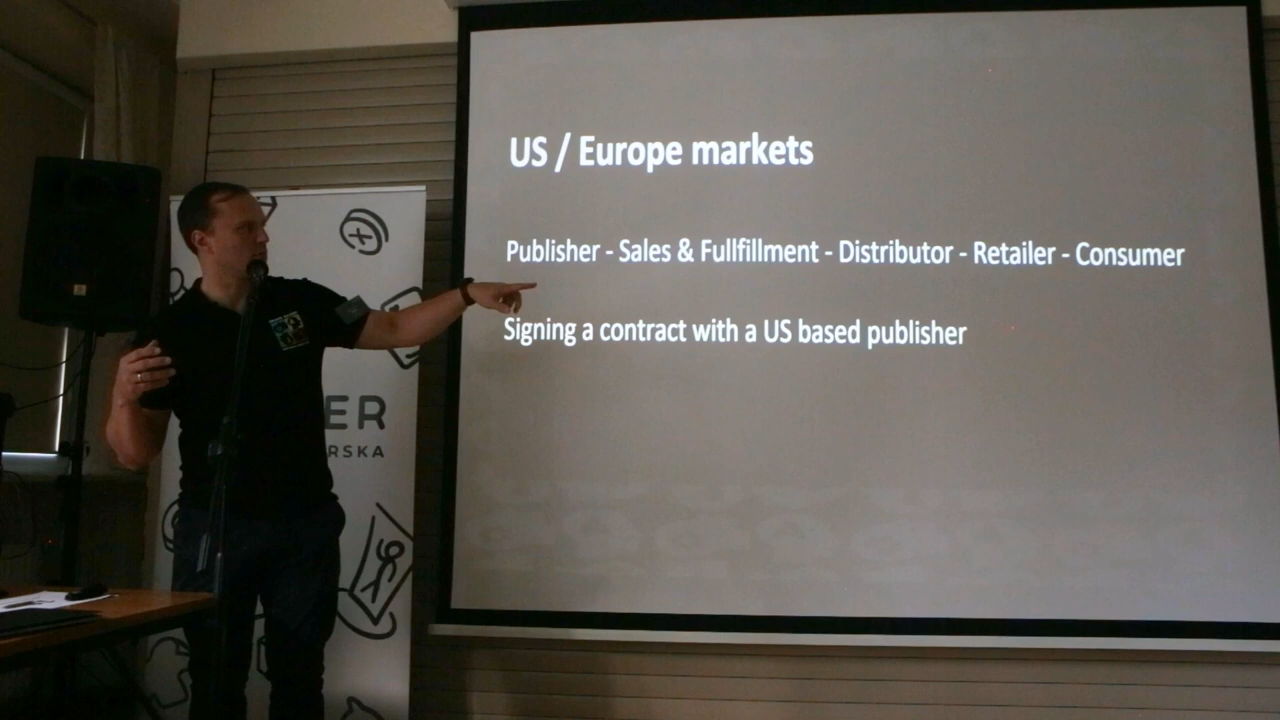 US / Europe markets
Publisher - Sales & Fullfillment - Distributor - Retailer - Consumer
Signing a contract with a US based publisher
ER
RSKA